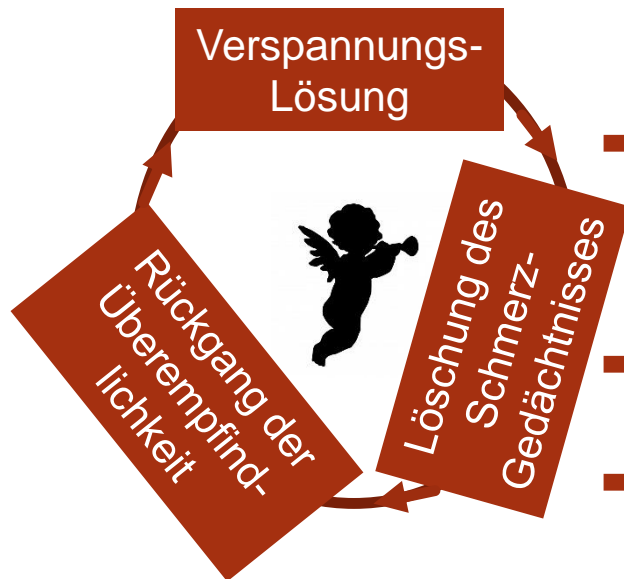 Verspannungs-
Lösung
Löschung des
Schmerz-
Gedächtnisses
Rückgang der
Überempfind-
lichkeit